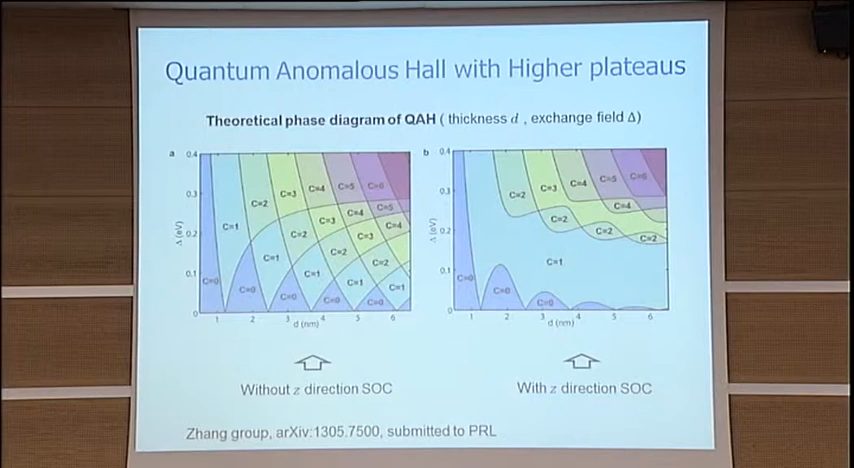 Quantum Anomalous Hall with Higher plateaus
Theoretical phase diagram of QAH ( thickness d , exchange field Δ)
a
0.4
0.3
0.2
0.1
0
Δ (eV)
C=0
C=1
C=2
C=3
C=4
C=5
C=6
C=5
C=4
C=3
C=2
C=4
C=3
C=2
C=1
C=2
C=1
C=1
C=1
C=0
C=0
C=0
C=0
1 2 3 4 5 6
d (nm)
b
0.4
0.3
0.2
0.1
0
Δ (eV)
C=2
C=3
C=4
C=5
C=6
C=4
C=2
C=2
C=2
C=1
C=0
C=0
C=0
1 2 3 4 5 6
d (nm)
Without z direction SOC
With z direction SOC
Zhang group, arXiv:1305.7500, submitted to PRL